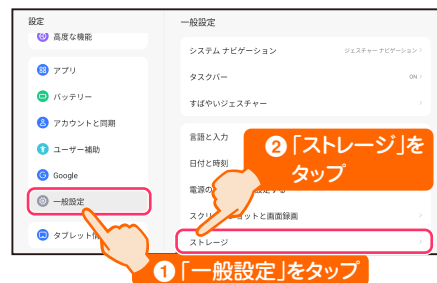 設定
高度な機能
アプリ
バッテリー
アカウントと同期
ユーザー補助
Google
一般設定
タブレット
一般設定
システム ナビゲーション ジェスチャーナビゲーション
タスクバー ON
すばやいジェスチャー
言語と入力
日付と時刻
電源の
スクリ ョットと画面録画
ストレージ
❷「ストレージ」を
タップ
❶「一般設定」をタップ